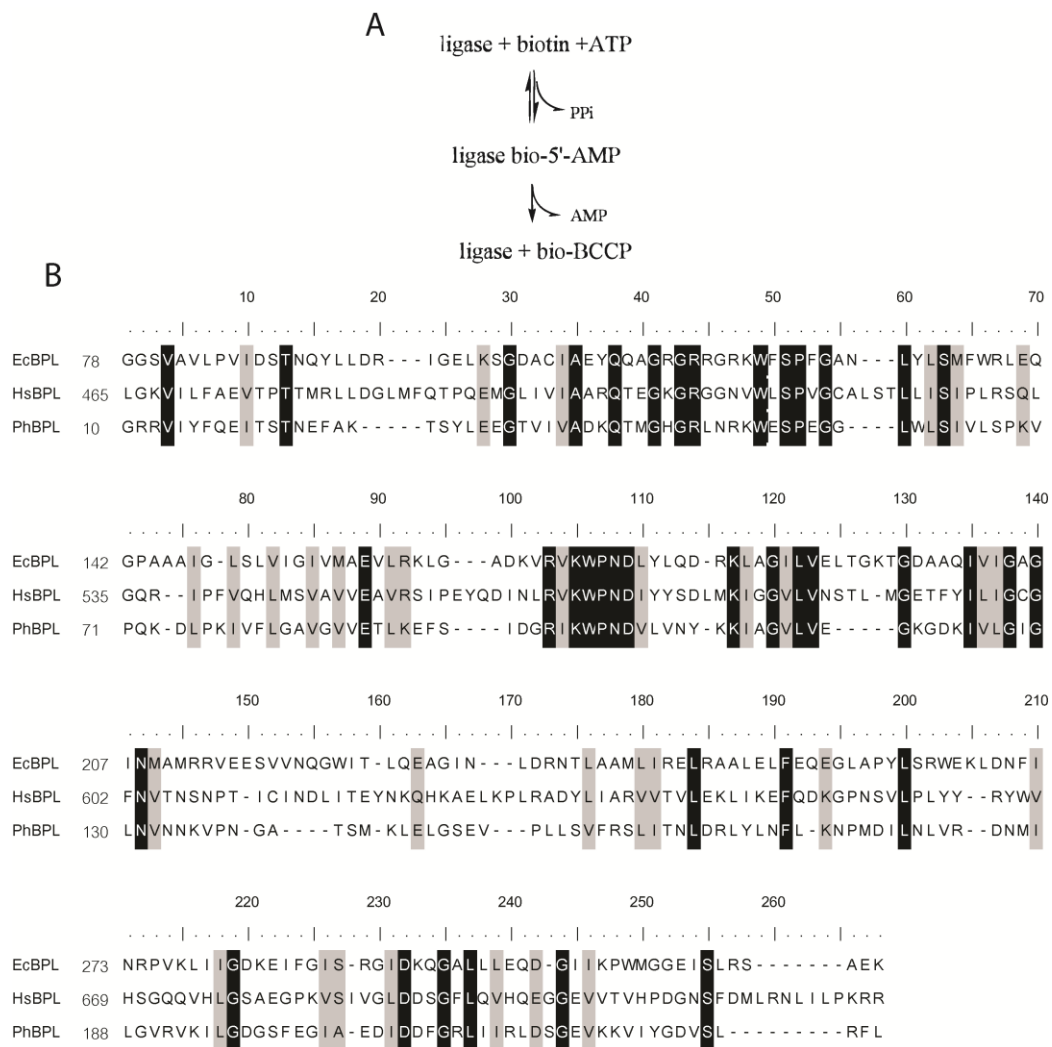 A
ligase + biotin +ATP
PPi
ligase bio-5'-AMP
AMP
ligase + bio-BCCP
B
10 20 30 40 50 60 70
EcBPL 78 GGSVAVLPVIDSTNQYLLDR---IGELKSGDACIAEYQQAGRGRRGRKWFSPFGAN---LYLSMFWRLEQ
HsBPL 465 LGKVILFAEVTPTTMRLLDGLMFQTPQEMGLIVIAARQTEGKGRGGNVWLSPVGCALSTLLISIPLRSQL
PhBPL 10 GRRVIYFQEITSTNEFAK-----TSYLEEGTVIVADKQTMGHGRLNRKWESPEGG----LWLSIVLSPKV
80 90 100 110 120 130 140
EcBPL 142 GPAAAIG-LSLVIGIVMAEVLRKLG---ADKVRVKWPNDLYLQD-RKLAGILVELTGKTGDAAQIVIGAG
HsBPL 535 GQR--IPFVQHLMSVAVVEAVRSIPEYQDINLRVKWPNDIYYSDLMKIGGVLVNSTL-MGETFYILIGCG
PhBPL 71 PQK-DLPKIVFLGAVGVVETLKEFS----IDGRIKWPNDVLVNY-KKIAGVLVE-----GKGDKIVLGIG
150 160 170 180 190 200 210
EcBPL 207 INMAMRRVEESVVNQGWIT-LQEAGIN---LDRNTLAAMLIRELRAALELFEQEGLAPYLSRWEKLDNFI
HsBPL 602 FNVTNSNPT-ICINDLITEYNKQHKAELKPLRADYLIARVVTVLEKLIKEFQDKGPNSVLPLYY--RYWV
PhBPL 130 LNVNNKVPN-GA----TSM-KLELGSEV---PLLSVFRSLITNLDRLYLNFL-KNPMDILNLVR--DNMI
220 230 240 250 260
EcBPL 273 NRPVKLIIGDKEIFGIS-RGIDKQGALLLEQD-GIIKPWMGGEISLRS-------AEK
HsBPL 669 HSGQQVHLGSAEGPKVSIVGLDDSGFLQVHQEGGEVVTVHPDGNSFDMLRNLILPKRR
PhBPL 188 LGVRVKILGDGSFEGIA-EDIDDFGRLIIRLDSGEVKKVIYGDVSL---------RFL